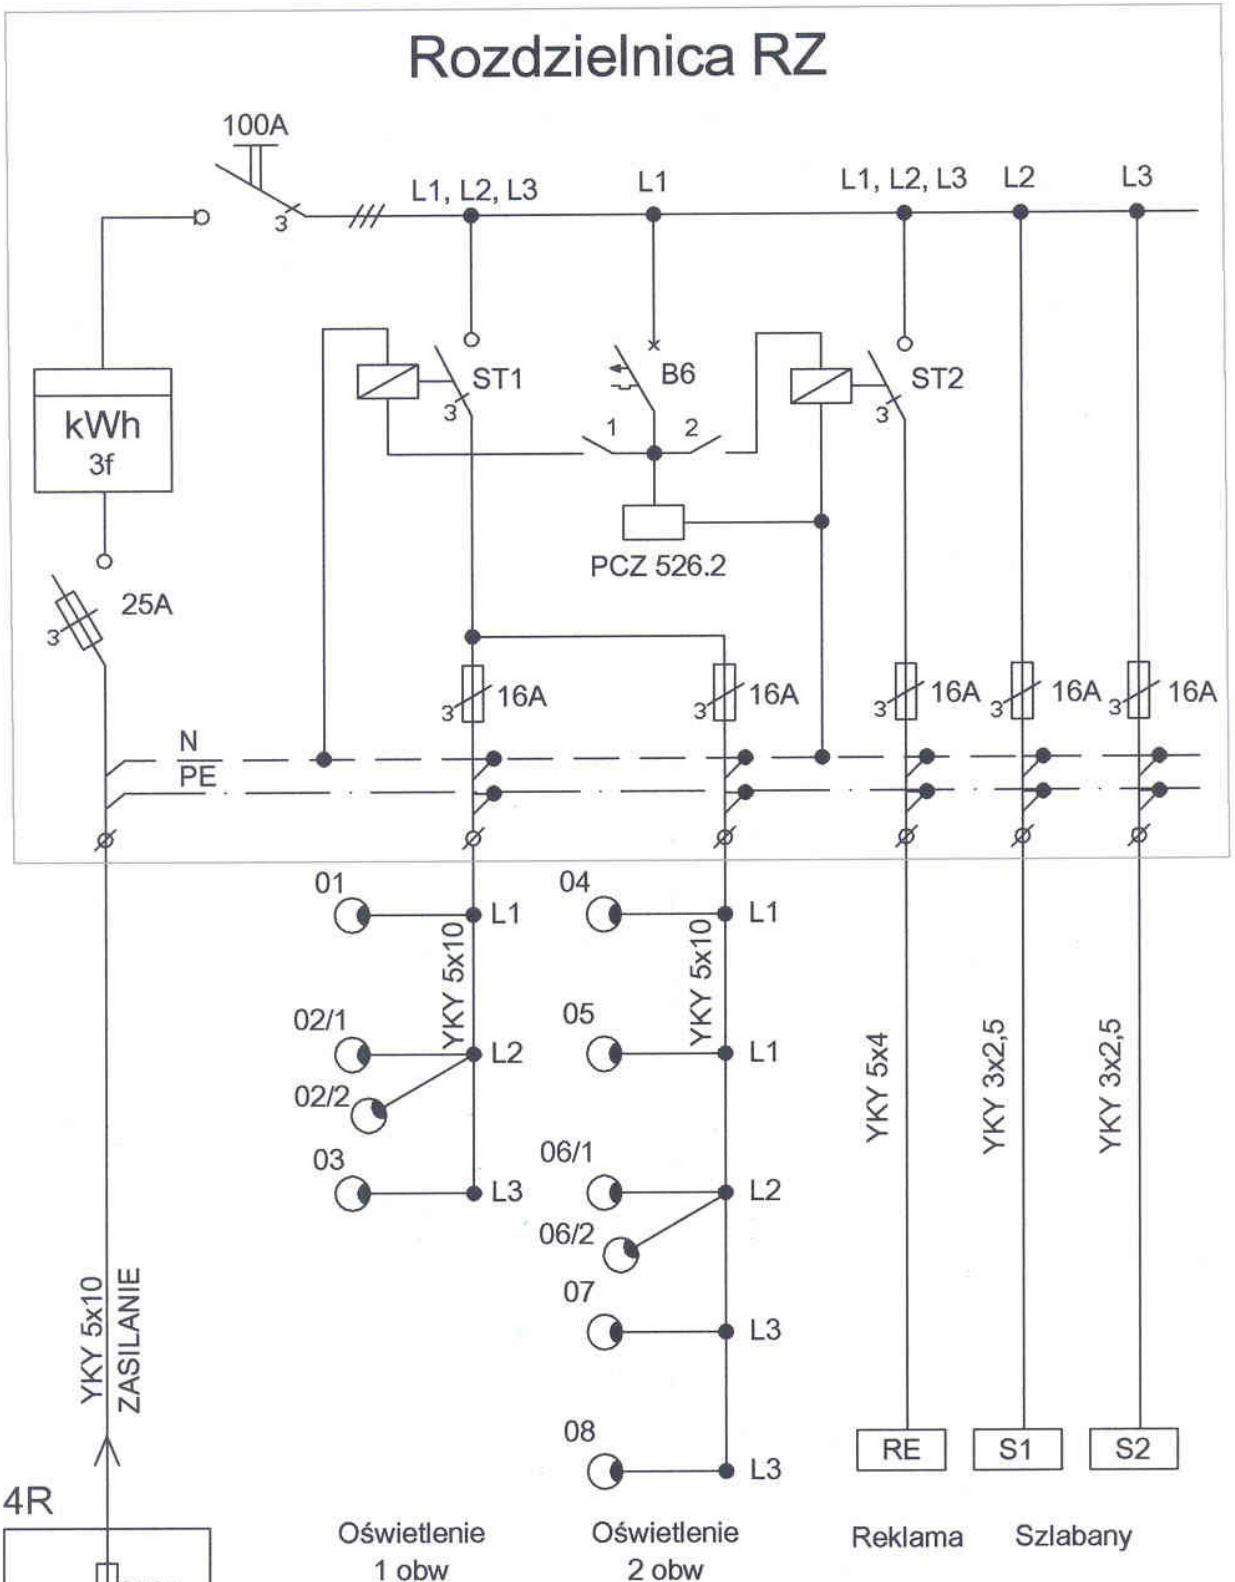 Rozdzielnica RZ
100A
3
L1, L2, L3
L1
L1, L2, L3
L2
L3
kWh
3f
ST1
3
B6
1
2
ST2
3
PCZ 526.2
25A
3
16A
3
16A
3
16A
3
16A
3
16A
3
N
PE
01
L1
04
L1
YKY 5x10
YKY 5x10
02/1
L2
02/2
05
L1
03
L3
06/1
L2
06/2
07
L3
08
L3
YKY 5x4
YKY 3x2,5
YKY 3x2,5
YKY 5x10
ZASILANIE
RE
S1
S2
4R
Oświetlenie
1 obw
Oświetlenie
2 obw
Reklama
Szlabany